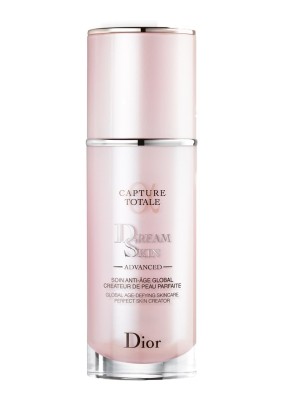 CAPTURE
TOTALE
DREAM
SKIN
ADVANCED
SOIN ANTI-ÂGE GLOBAL
CRÉATEUR DE PEAU PARFAITE
GLOBAL AGE-DEFYING SKINCARE
PERFECT SKIN CREATOR
Dior